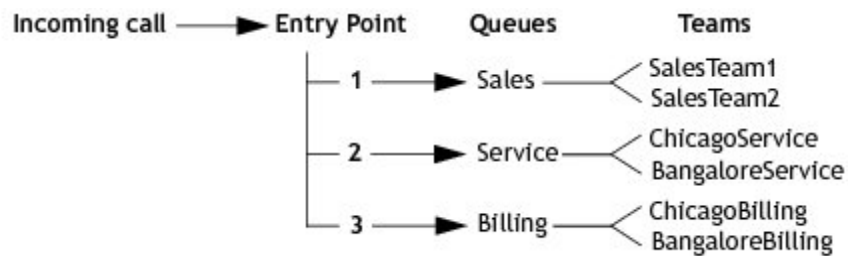 Incoming call Entry Point Queues Teams
1 Sales SalesTeam1
SalesTeam2
2 Service ChicagoService
BangaloreService
3 Billing ChicagoBilling
BangaloreBilling